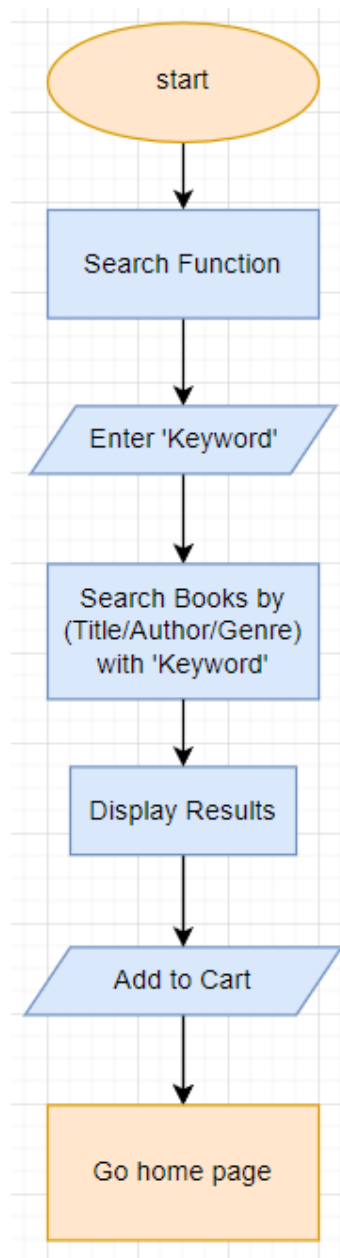 start
Search Function
Enter 'Keyword'
Search Books by
(Title/Author/Genre)
with 'Keyword'
Display Results
Add to Cart
Go home page